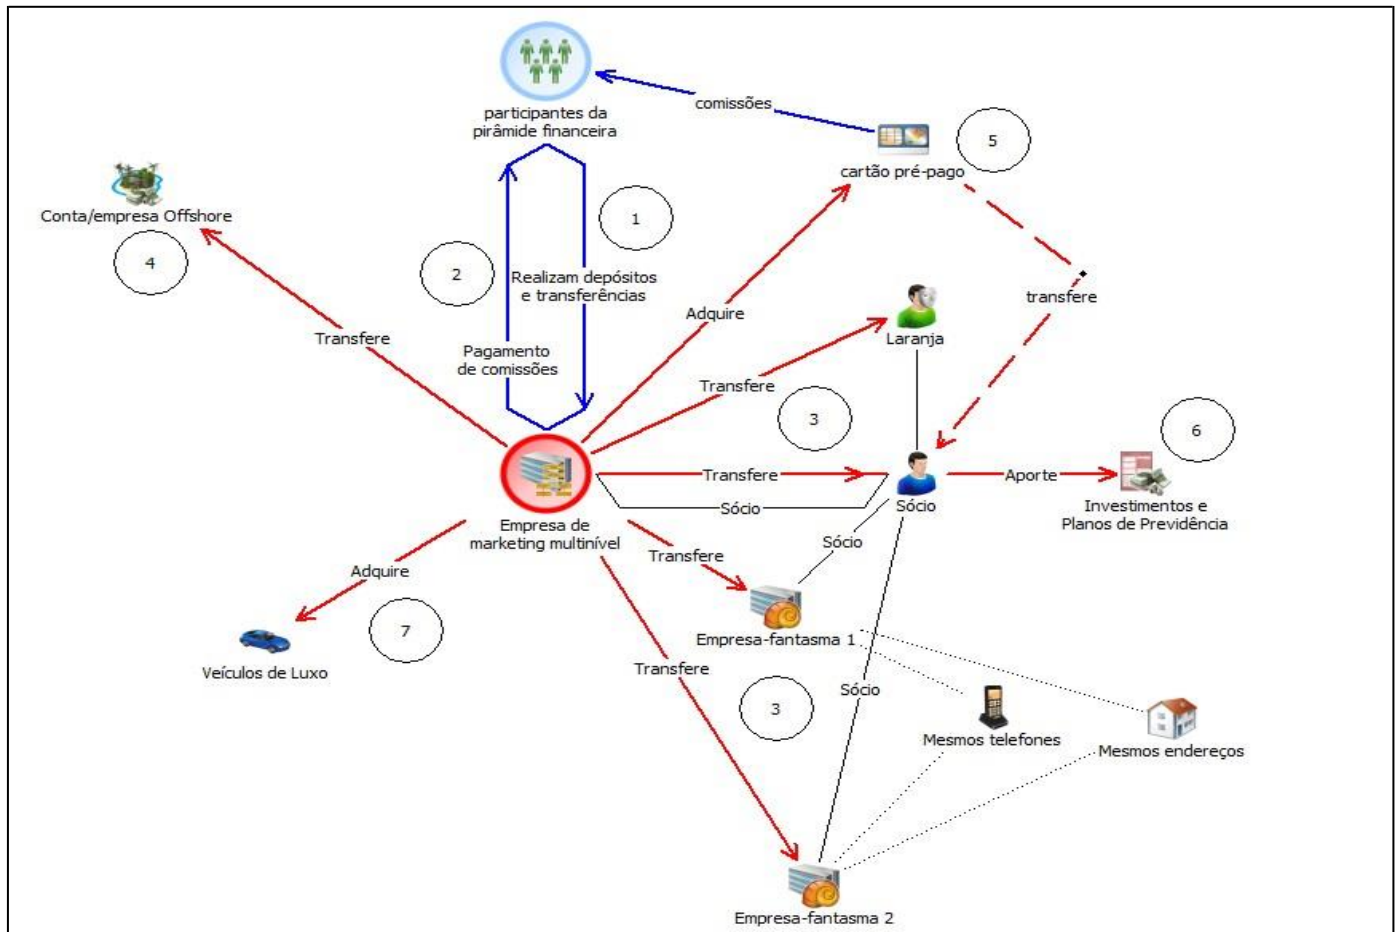 participantes da
pirâmide financeira
comissões
5
cartão pré-pago
Conta/empresa Offshore
4
1
2
Realizam depósitos
e transferências
transfere
Adquire
Transfere
Laranja
Pagamento
de comissões
Transfere
3
6
Transfere
Aporte
Sócio
Sócio
Investimentos e
Planos de Previdência
Empresa de
marketing multinível
Sócio
Transfere
Adquire
7
Empresa-fantasma 1
Transfere
Veículos de Luxo
Sócio
3
Mesmos telefones
Mesmos endereços
Empresa-fantasma 2